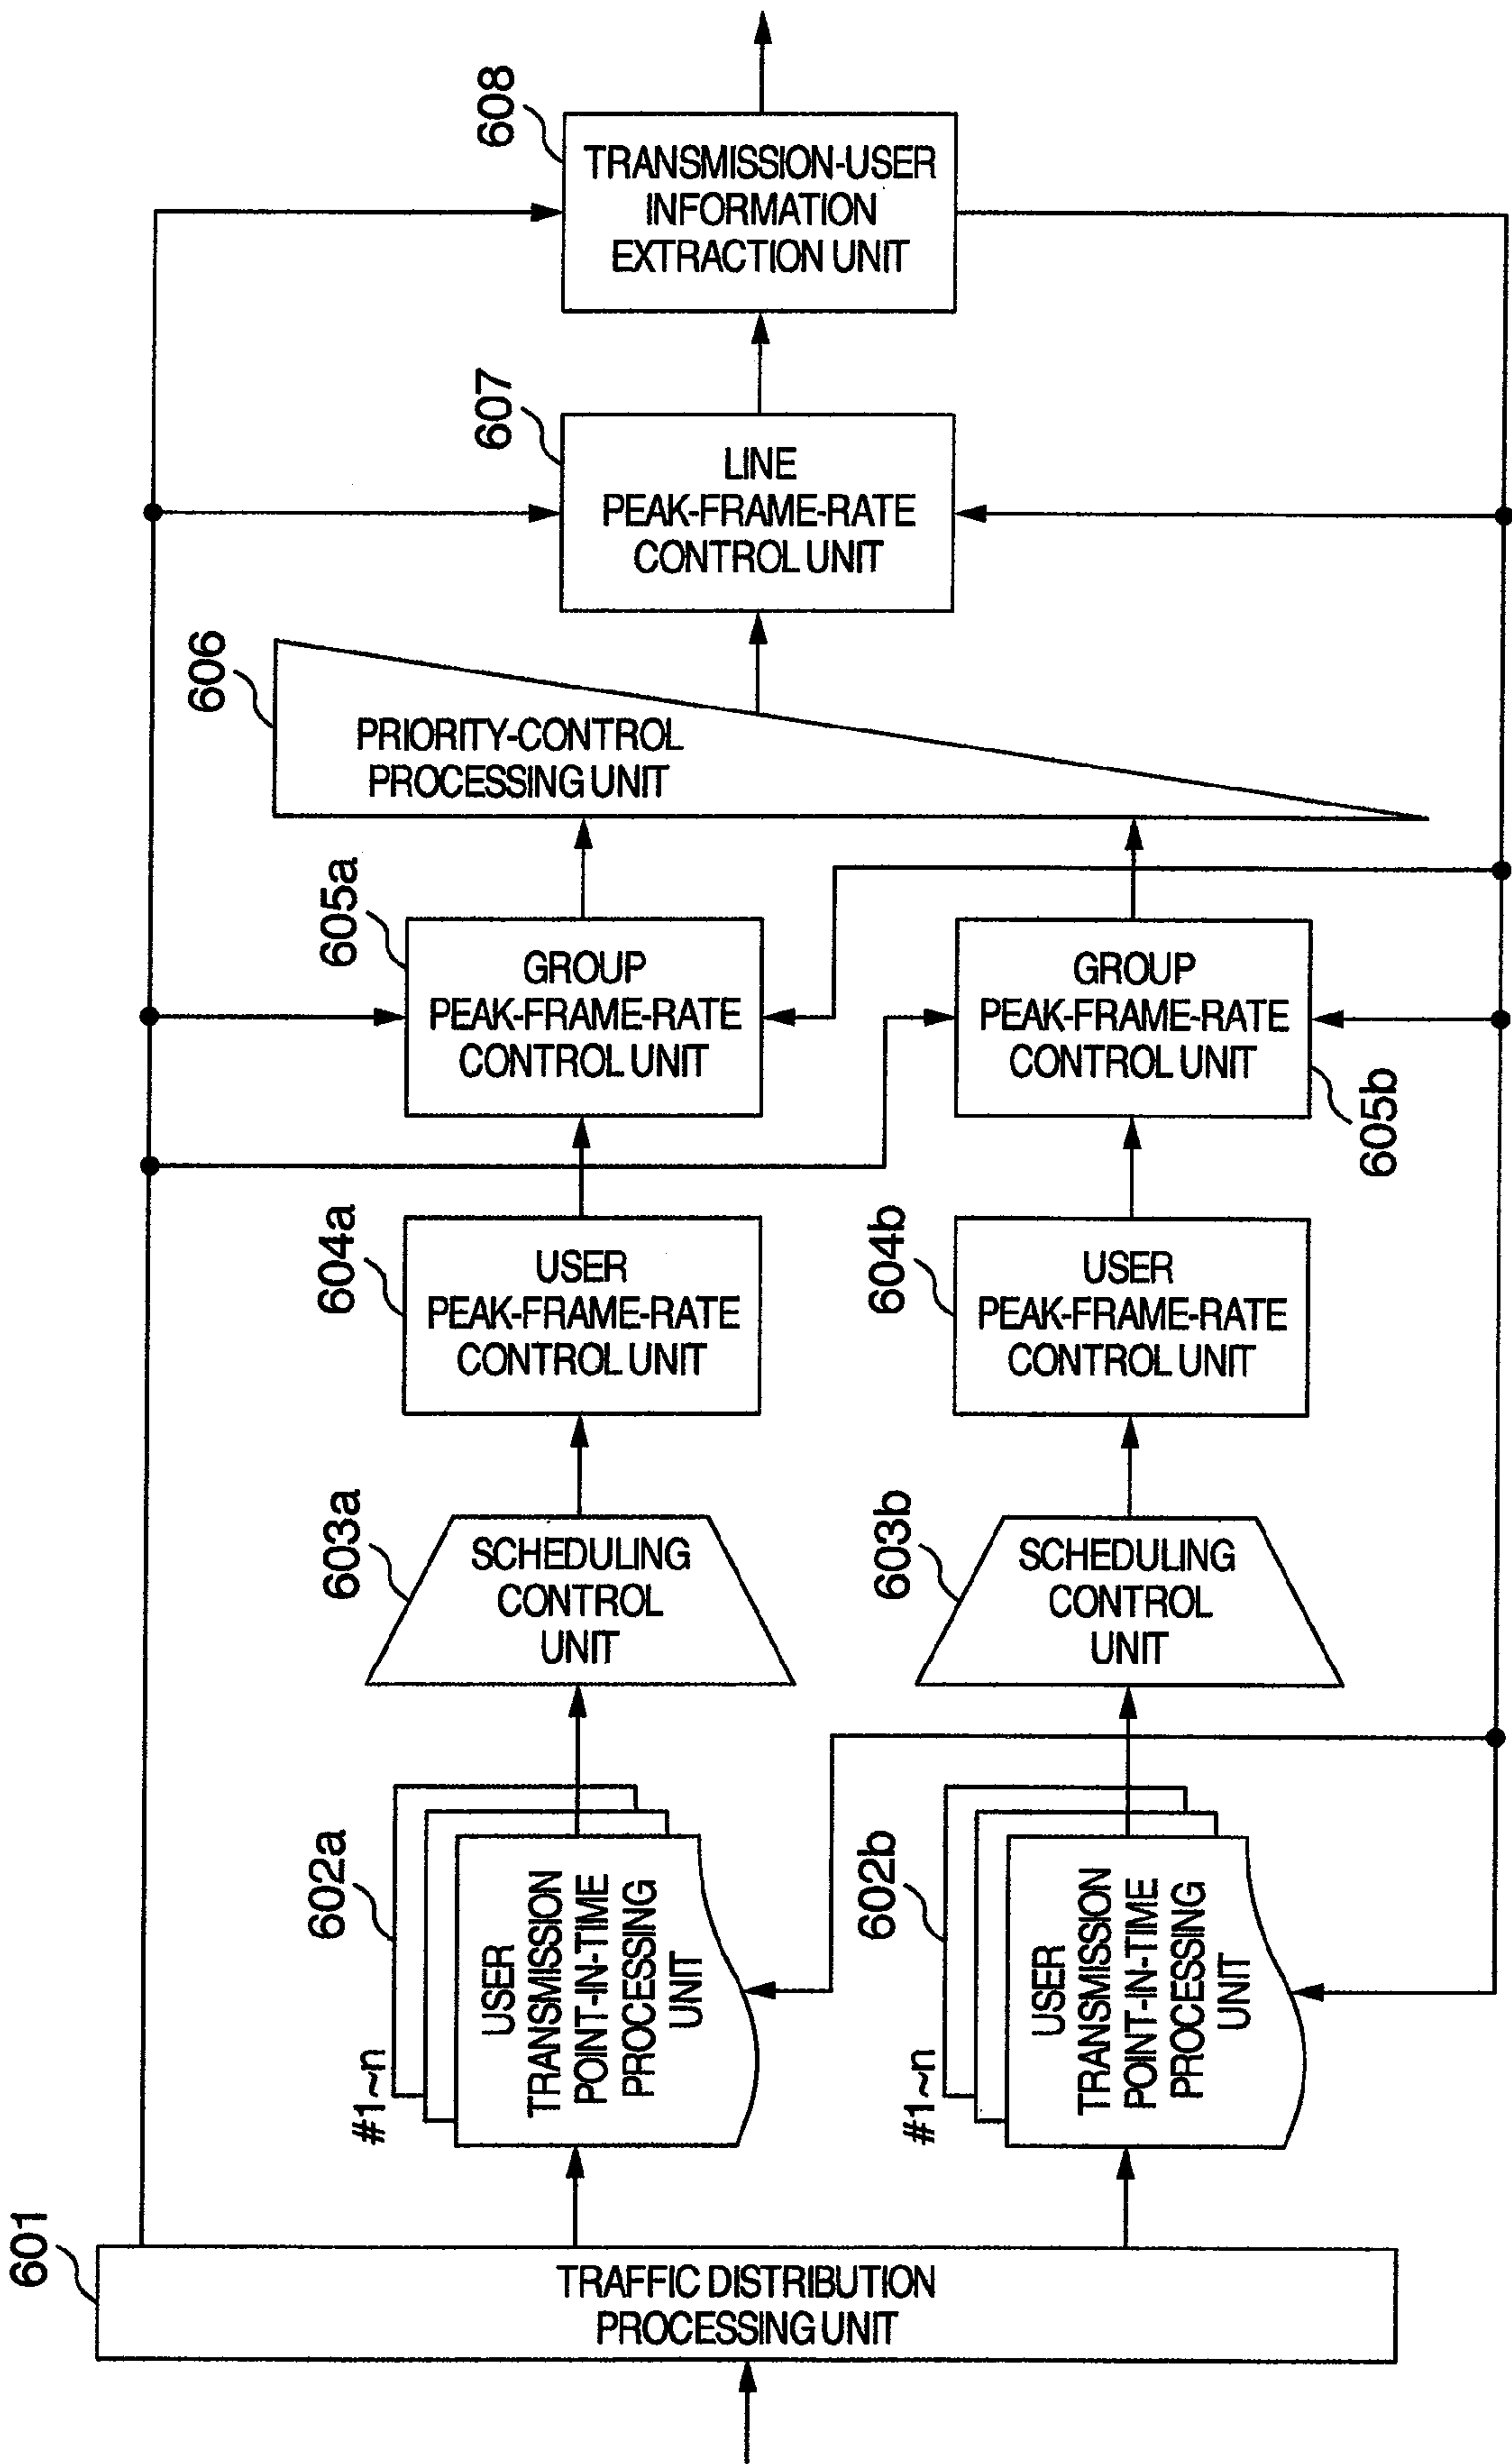 601
TRAFFIC DISTRIBUTION
PROCESSING UNIT
602a
#1~n
USER
TRANSMISSION
POINT-IN-TIME
PROCESSING
UNIT
603a
SCHEDULING
CONTROL
UNIT
604a
USER
PEAK-FRAME-RATE
CONTROL UNIT
605a
GROUP
PEAK-FRAME-RATE
CONTROL UNIT
602b
#1~n
USER
TRANSMISSION
POINT-IN-TIME
PROCESSING
UNIT
603b
SCHEDULING
CONTROL
UNIT
604b
USER
PEAK-FRAME-RATE
CONTROL UNIT
GROUP
PEAK-FRAME-RATE
CONTROL UNIT
605b
606
PRIORITY-CONTROL
PROCESSING UNIT
607
LINE
PEAK-FRAME-RATE
CONTROL UNIT
608
TRANSMISSION-USER
INFORMATION
EXTRACTION UNIT